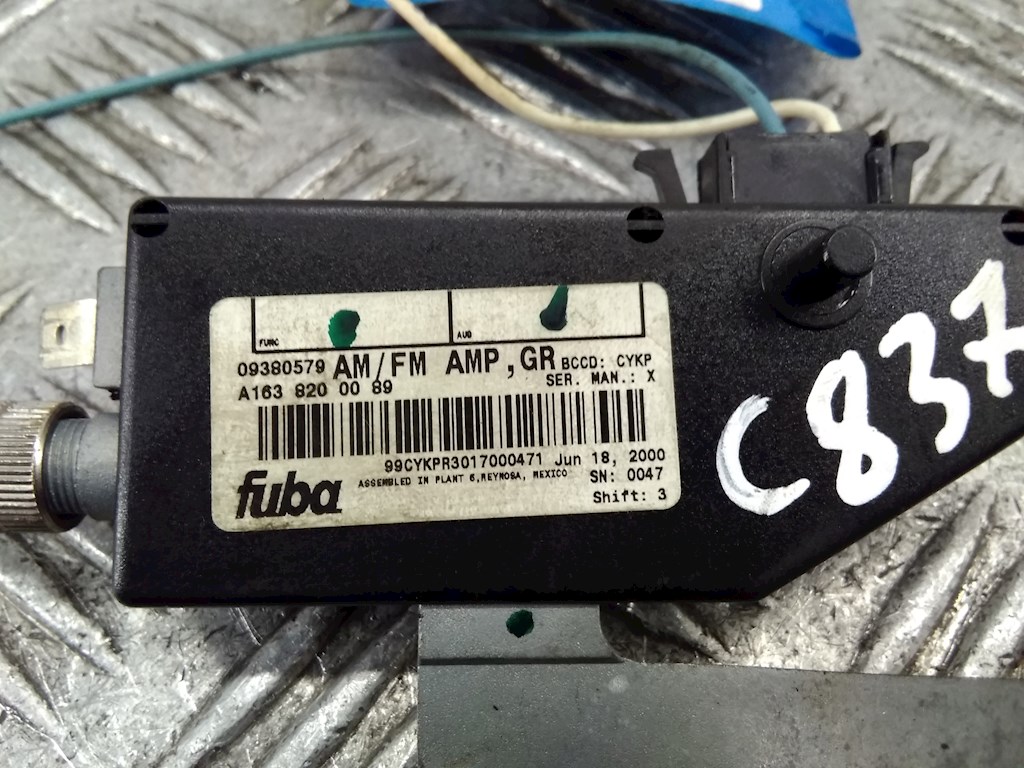 FUNC AUD
09380579 AM/FM AMP,GR BCCD: CYKP
A163 820 00 89 SER. MAN.: X
99CYKPR3017000471 Jun 18, 2000
fuba ASSEMBLED IN PLANT 6,REYNOSA, MEXICO SN: 0047
Shift: 3
C837